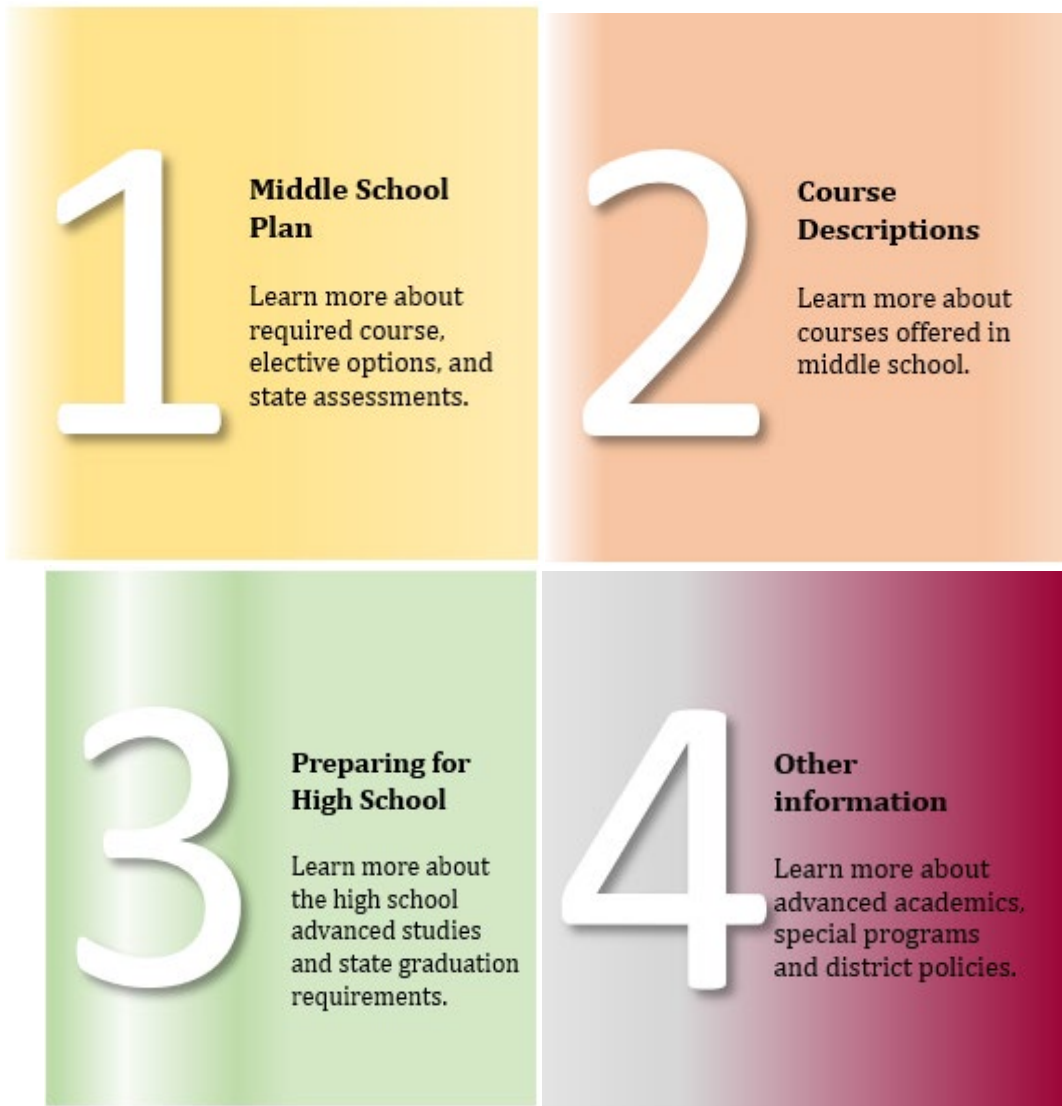 1
Middle School
Plan
Learn more about
required course,
elective options, and
state assessments.
2
Course
Descriptions
Learn more about
courses offered in
middle school.
3
Preparing for
High School
Learn more about
the high school
advanced studies
and state graduation
requirements.
4
Other
information
Learn more about
advanced academics,
special programs
and district policies.